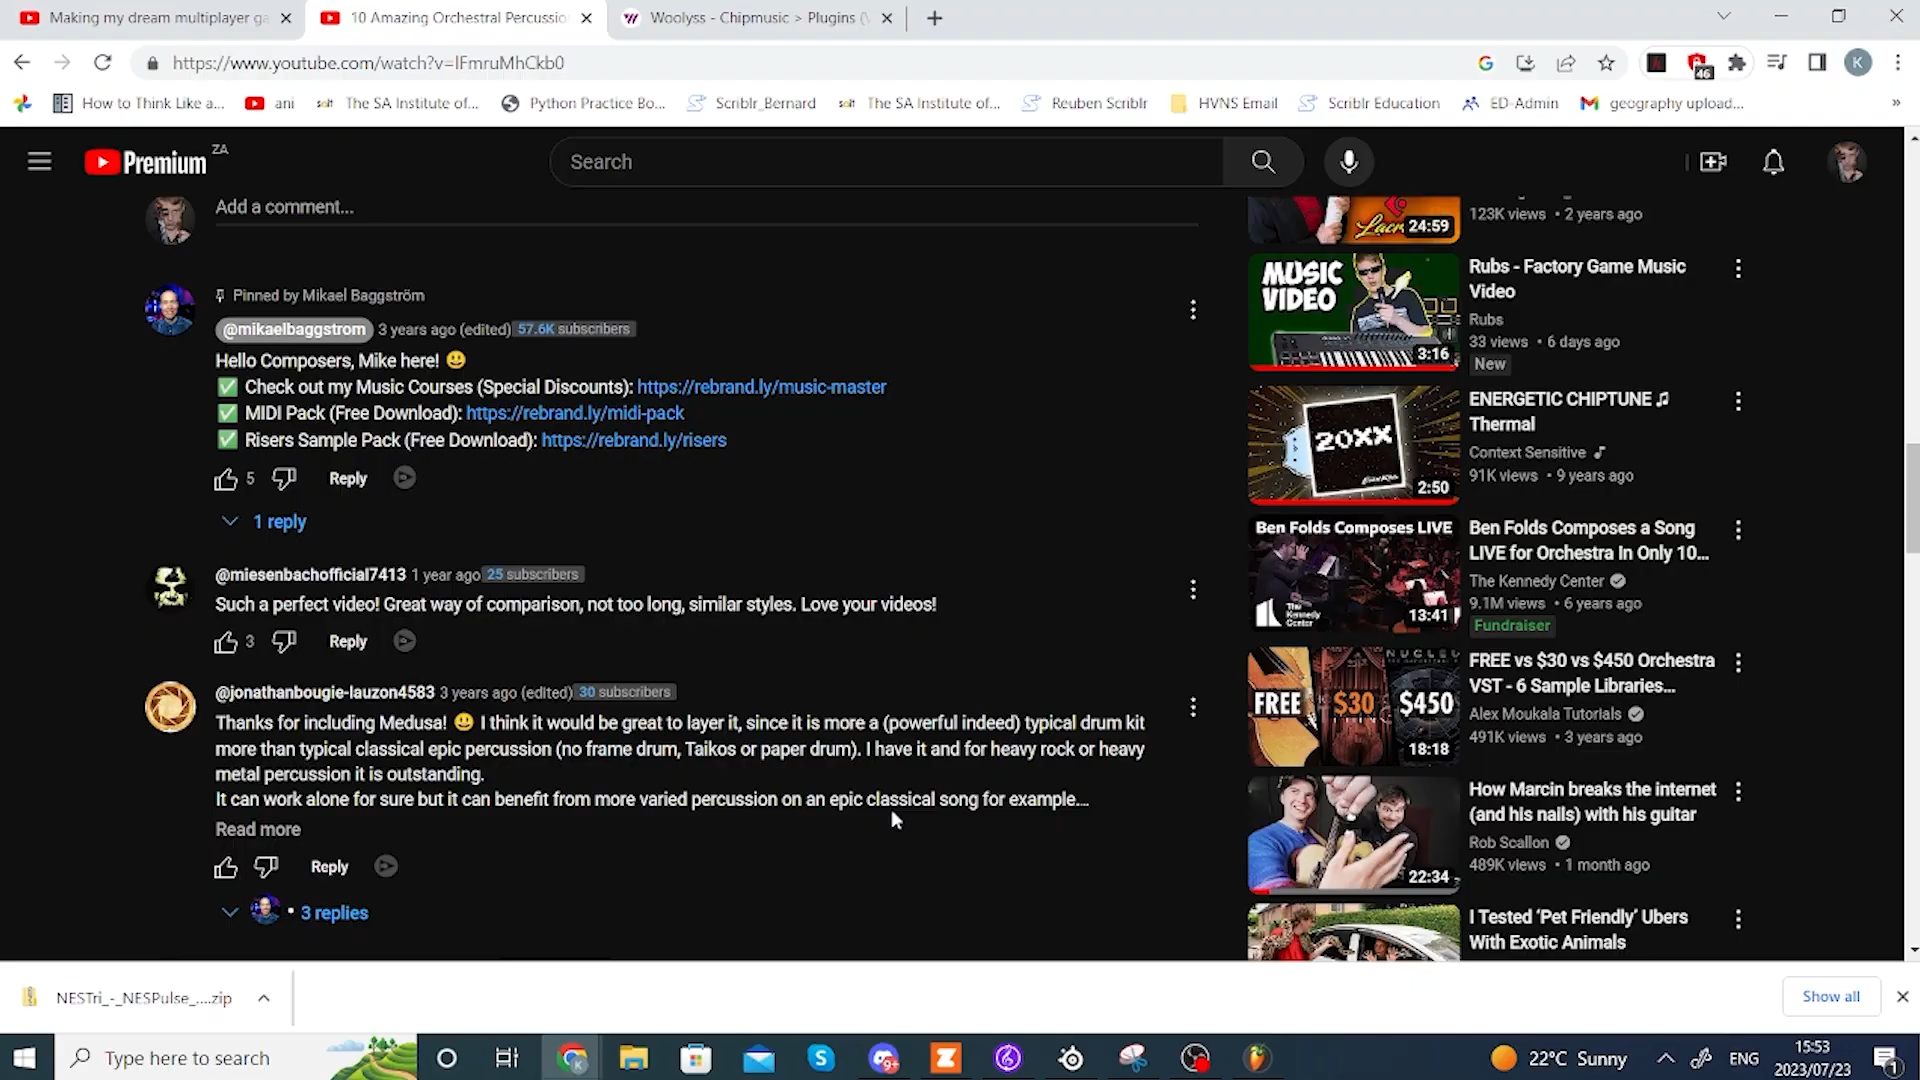 Making my dream multiplayer ga
10 Amazing Orchestral Percussio
Woolyss - Chipmusic > Plugins (
https://www.youtube.com/watch?v=lFmruMhCkb0
46
K
How to Think Like a...
ani
The SA Institute of...
Python Practice Bo...
Scriblr_Bernard
The SA Institute of...
Reuben Scriblr
HVNS Email
Scriblr Education
ED-Admin
geography upload...
Premium ZA
Search
Add a comment...
Pinned by Mikael Baggström
@mikaelbaggstrom 3 years ago (edited) 57.6K subscribers
Hello Composers, Mike here! 😃
✅ Check out my Music Courses (Special Discounts): https://rebrand.ly/music-master
✅ MIDI Pack (Free Download): https://rebrand.ly/midi-pack
✅ Risers Sample Pack (Free Download): https://rebrand.ly/risers
5 Reply
1 reply
@miesenbachofficial7413 1 year ago 25 subscribers
Such a perfect video! Great way of comparison, not too long, similar styles. Love your videos!
3 Reply
@jonathanbougie-lauzon4583 3 years ago (edited) 30 subscribers
Thanks for including Medusa! 😃 I think it would be great to layer it, since it is more a (powerful indeed) typical drum kit
more than typical classical epic percussion (no frame drum, Taikos or paper drum). I have it and for heavy rock or heavy
metal percussion it is outstanding.
It can work alone for sure but it can benefit from more varied percussion on an epic classical song for example....
Read more
Reply
• 3 replies
24:59
123K views • 2 years ago
MUSIC
VIDEO
3:16
Rubs - Factory Game Music
Video
Rubs
33 views • 6 days ago
New
20XX
2:50
ENERGETIC CHIPTUNE ♫
Thermal
Context Sensitive ♪
91K views • 9 years ago
Ben Folds Composes LIVE
The
Kennedy
Center
13:41
Ben Folds Composes a Song
LIVE for Orchestra In Only 10...
The Kennedy Center
9.1M views • 6 years ago
Fundraiser
FREE $30 $450
18:18
FREE vs $30 vs $450 Orchestra
VST - 6 Sample Libraries...
Alex Moukala Tutorials
491K views • 3 years ago
22:34
How Marcin breaks the internet
(and his nails) with his guitar
Rob Scallon
489K views • 1 month ago
I Tested ‘Pet Friendly’ Ubers
With Exotic Animals
NESTri_-_NESPulse_....zip
Show all
Type here to search
9+
22°C Sunny
ENG
15:53
2023/07/23
1